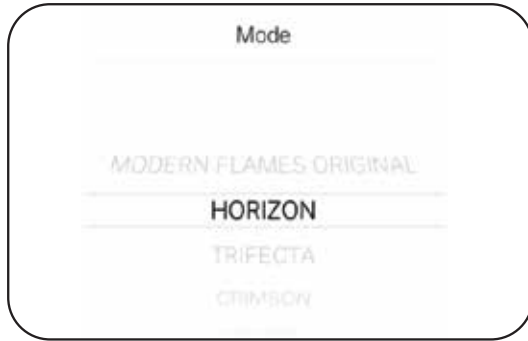 Mode
MODERN FLAMES ORIGINAL
HORIZON
TRIFECTA
CRIMSON